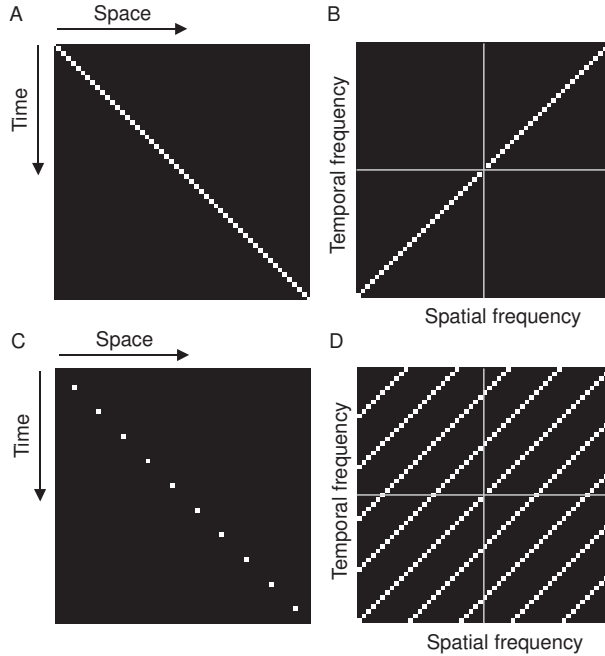 A
Space
Time
B
Temporal frequency
Spatial frequency
C
Space
Time
D
Temporal frequency
Spatial frequency